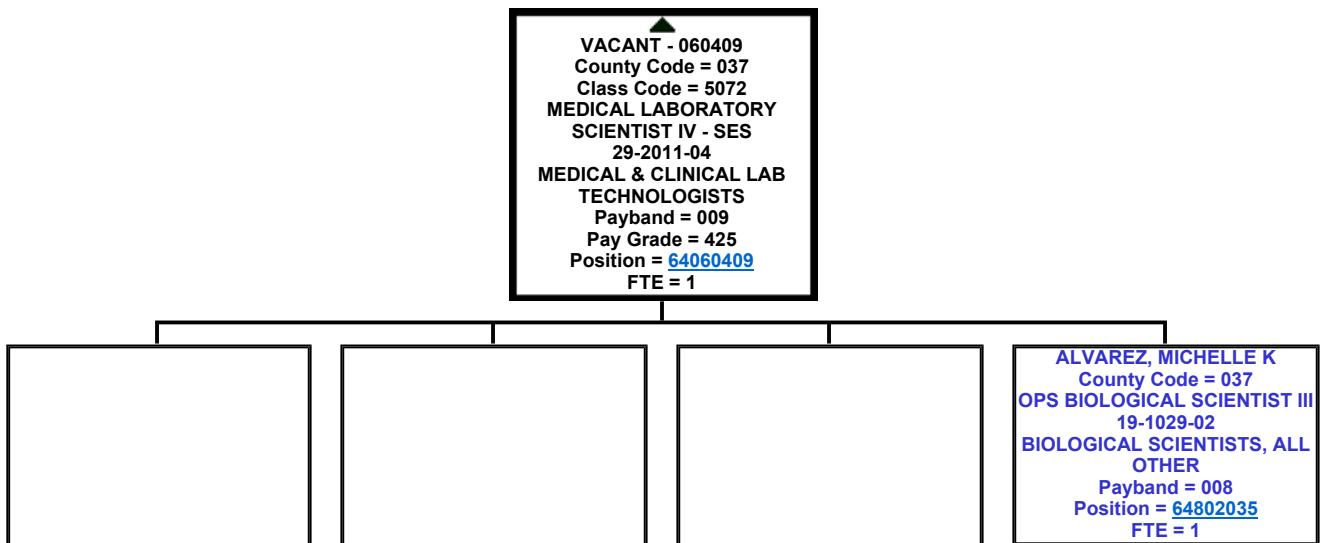 VACANT - 060409
County Code = 037
Class Code = 5072
MEDICAL LABORATORY
SCIENTIST IV - SES
29-2011-04
MEDICAL & CLINICAL LAB
TECHNOLOGISTS
Payband = 009
Pay Grade = 425
Position = 64060409
FTE = 1
ALVAREZ, MICHELLE K
County Code = 037
OPS BIOLOGICAL SCIENTIST III
19-1029-02
BIOLOGICAL SCIENTISTS, ALL
OTHER
Payband = 008
Position = 64802035
FTE = 1